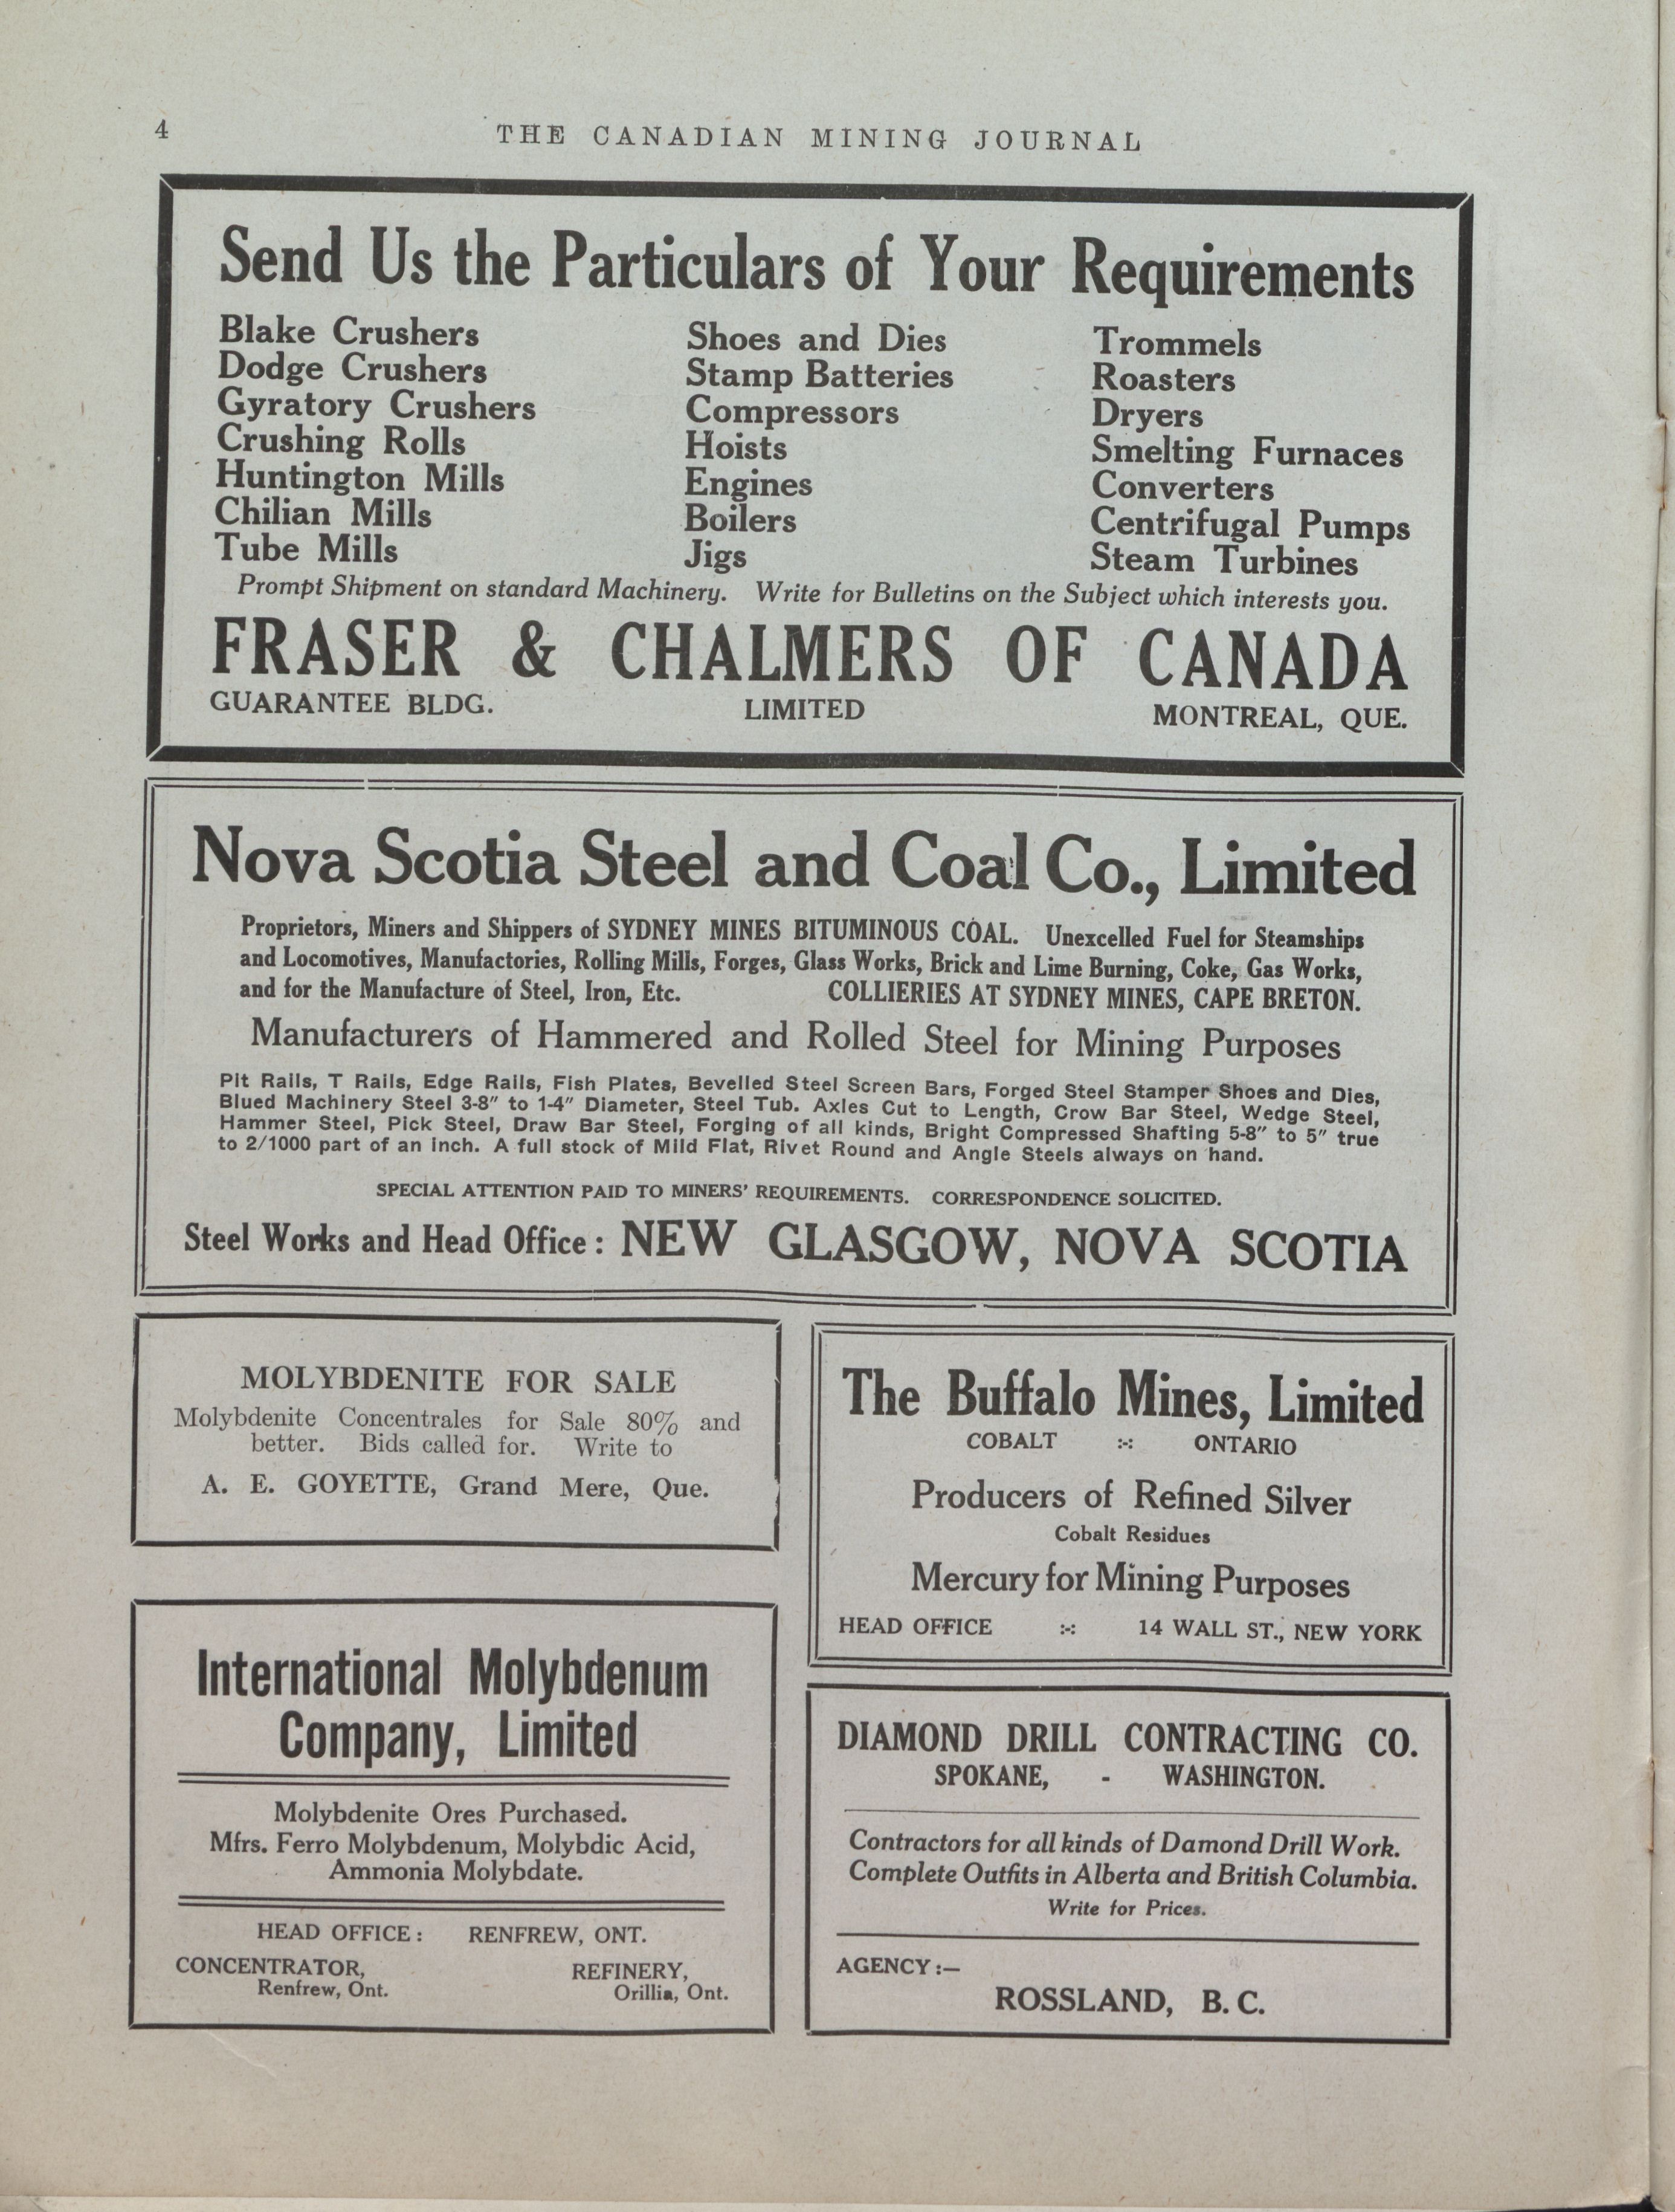 4
THE CANADIAN MINING JOURNAL
Send Us the Particulars of Your Requirements
Blake Crushers
Dodge Crushers
Gyratory Crushers
Crushing Rolls
Huntington Mills
Chilian Mills
Tube Mills
Shoes and Dies
Stamp Batteries
Compressors
Hoists
Engines
Boilers
Jigs
Trommels
Roasters
Dryers
Smelting Furnaces
Converters
Centrifugal Pumps
Steam Turbines
Prompt Shipment on standard Machinery. Write for Bulletins on the Subject which interests you.
FRASER & CHALMERS OF CANADA
GUARANTEE BLDG. LIMITED MONTREAL, QUE.
Nova Scotia Steel and Coal Co., Limited
Proprietors, Miners and Shippers of SYDNEY MINES BITUMINOUS COAL. Unexcelled Fuel for Steamships
and Locomotives, Manufactories, Rolling Mills, Forges, Glass Works, Brick and Lime Burning, Coke, Gas Works,
and for the Manufacture of Steel, Iron, Etc. COLLIERIES AT SYDNEY MINES, CAPE BRETON.
Manufacturers of Hammered and Rolled Steel for Mining Purposes
Pit Rails, T Rails, Edge Rails, Fish Plates, Bevelled Steel Screen Bars, Forged Steel Stamper Shoes and Dies,
Blued Machinery Steel 3-8″ to 1-4″ Diameter, Steel Tub. Axles Cut to Length, Crow Bar Steel, Wedge Steel,
Hammer Steel, Pick Steel, Draw Bar Steel, Forging of all kinds, Bright Compressed Shafting 5-8″ to 5″ true
to 2/1000 part of an inch. A full stock of Mild Flat, Rivet Round and Angle Steels always on hand.
SPECIAL ATTENTION PAID TO MINERS' REQUIREMENTS. CORRESPONDENCE SOLICITED.
Steel Works and Head Office: NEW GLASGOW, NOVA SCOTIA
MOLYBDENITE FOR SALE
Molybdenite Concentrales for Sale 80% and
better. Bids called for. Write to
A. E. GOYETTE, Grand Mere, Que.
International Molybdenum
Company, Limited
Molybdenite Ores Purchased.
Mfrs. Ferro Molybdenum, Molybdic Acid,
Ammonia Molybdate.
HEAD OFFICE: RENFREW, ONT.
CONCENTRATOR, REFINERY,
Renfrew, Ont. Orillia, Ont.
The Buffalo Mines, Limited
COBALT :-: ONTARIO
Producers of Refined Silver
Cobalt Residues
Mercury for Mining Purposes
HEAD OFFICE :-: 14 WALL ST., NEW YORK
DIAMOND DRILL CONTRACTING CO.
SPOKANE, - WASHINGTON.
Contractors for all kinds of Damond Drill Work.
Complete Outfits in Alberta and British Columbia.
Write for Prices.
AGENCY:—
ROSSLAND, B. C.